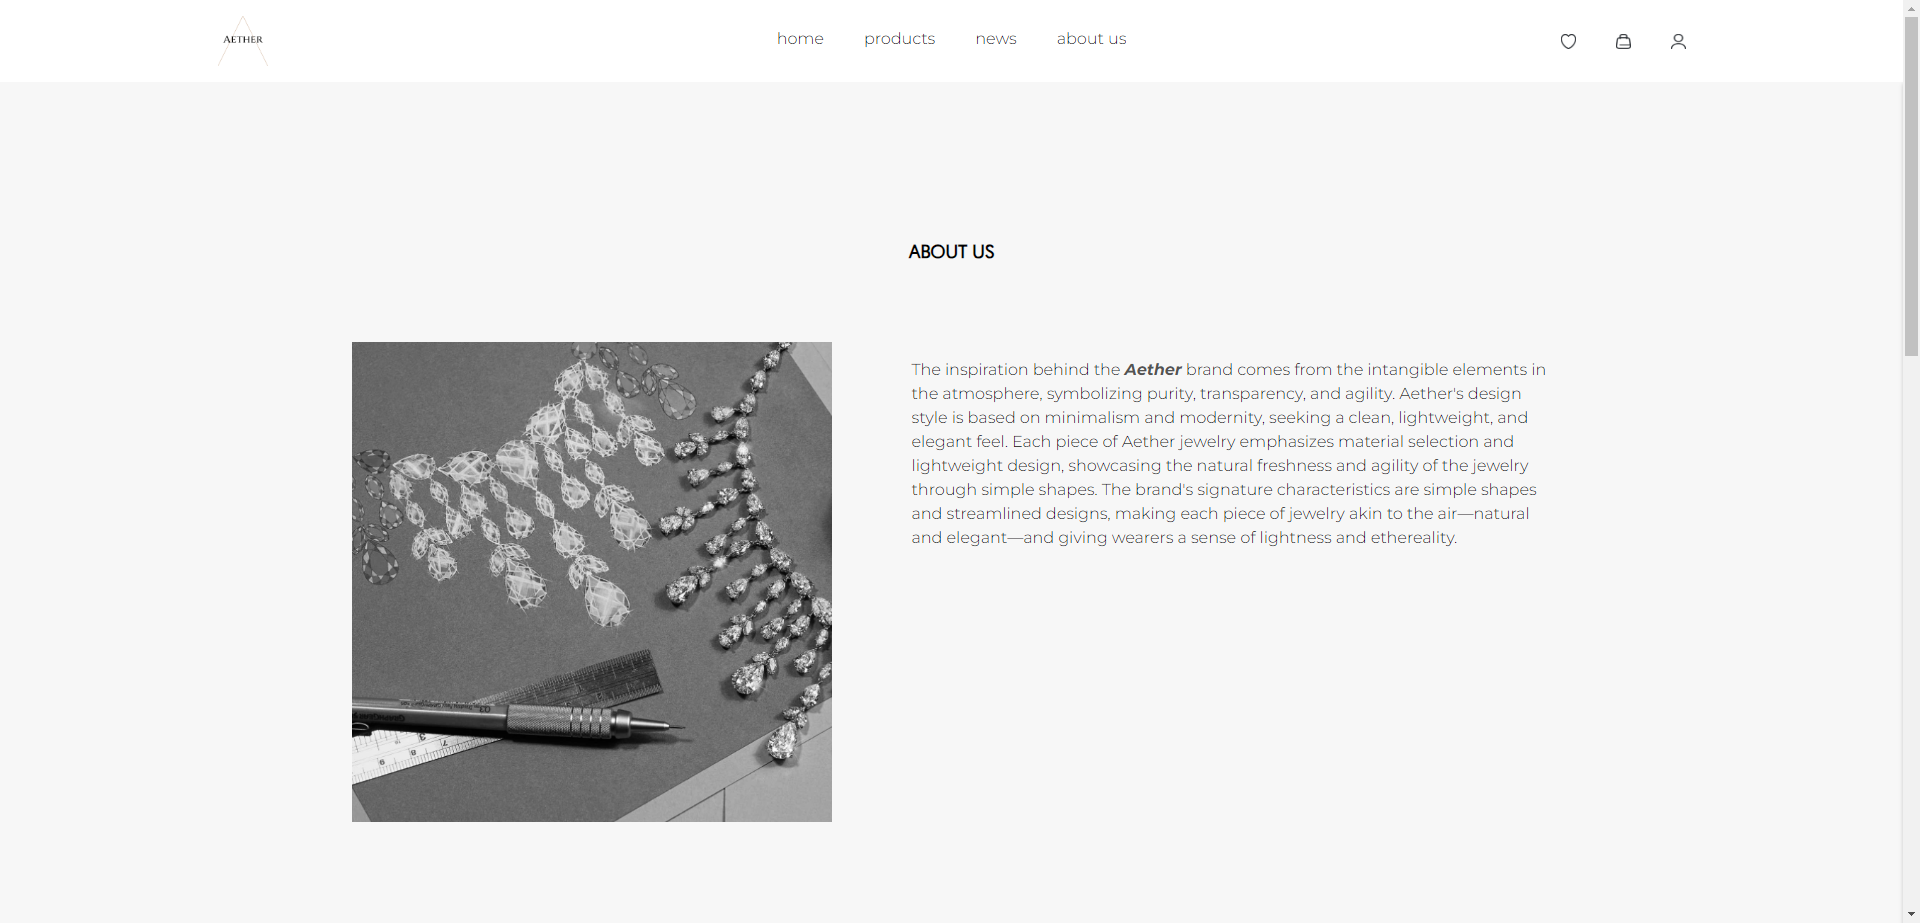 AETHER
home products news about us
ABOUT US
The inspiration behind the Aether brand comes from the intangible elements in
the atmosphere, symbolizing purity, transparency, and agility. Aether's design
style is based on minimalism and modernity, seeking a clean, lightweight, and
elegant feel. Each piece of Aether jewelry emphasizes material selection and
lightweight design, showcasing the natural freshness and agility of the jewelry
through simple shapes. The brand's signature characteristics are simple shapes
and streamlined designs, making each piece of jewelry akin to the air—natural
and elegant—and giving wearers a sense of lightness and ethereality.